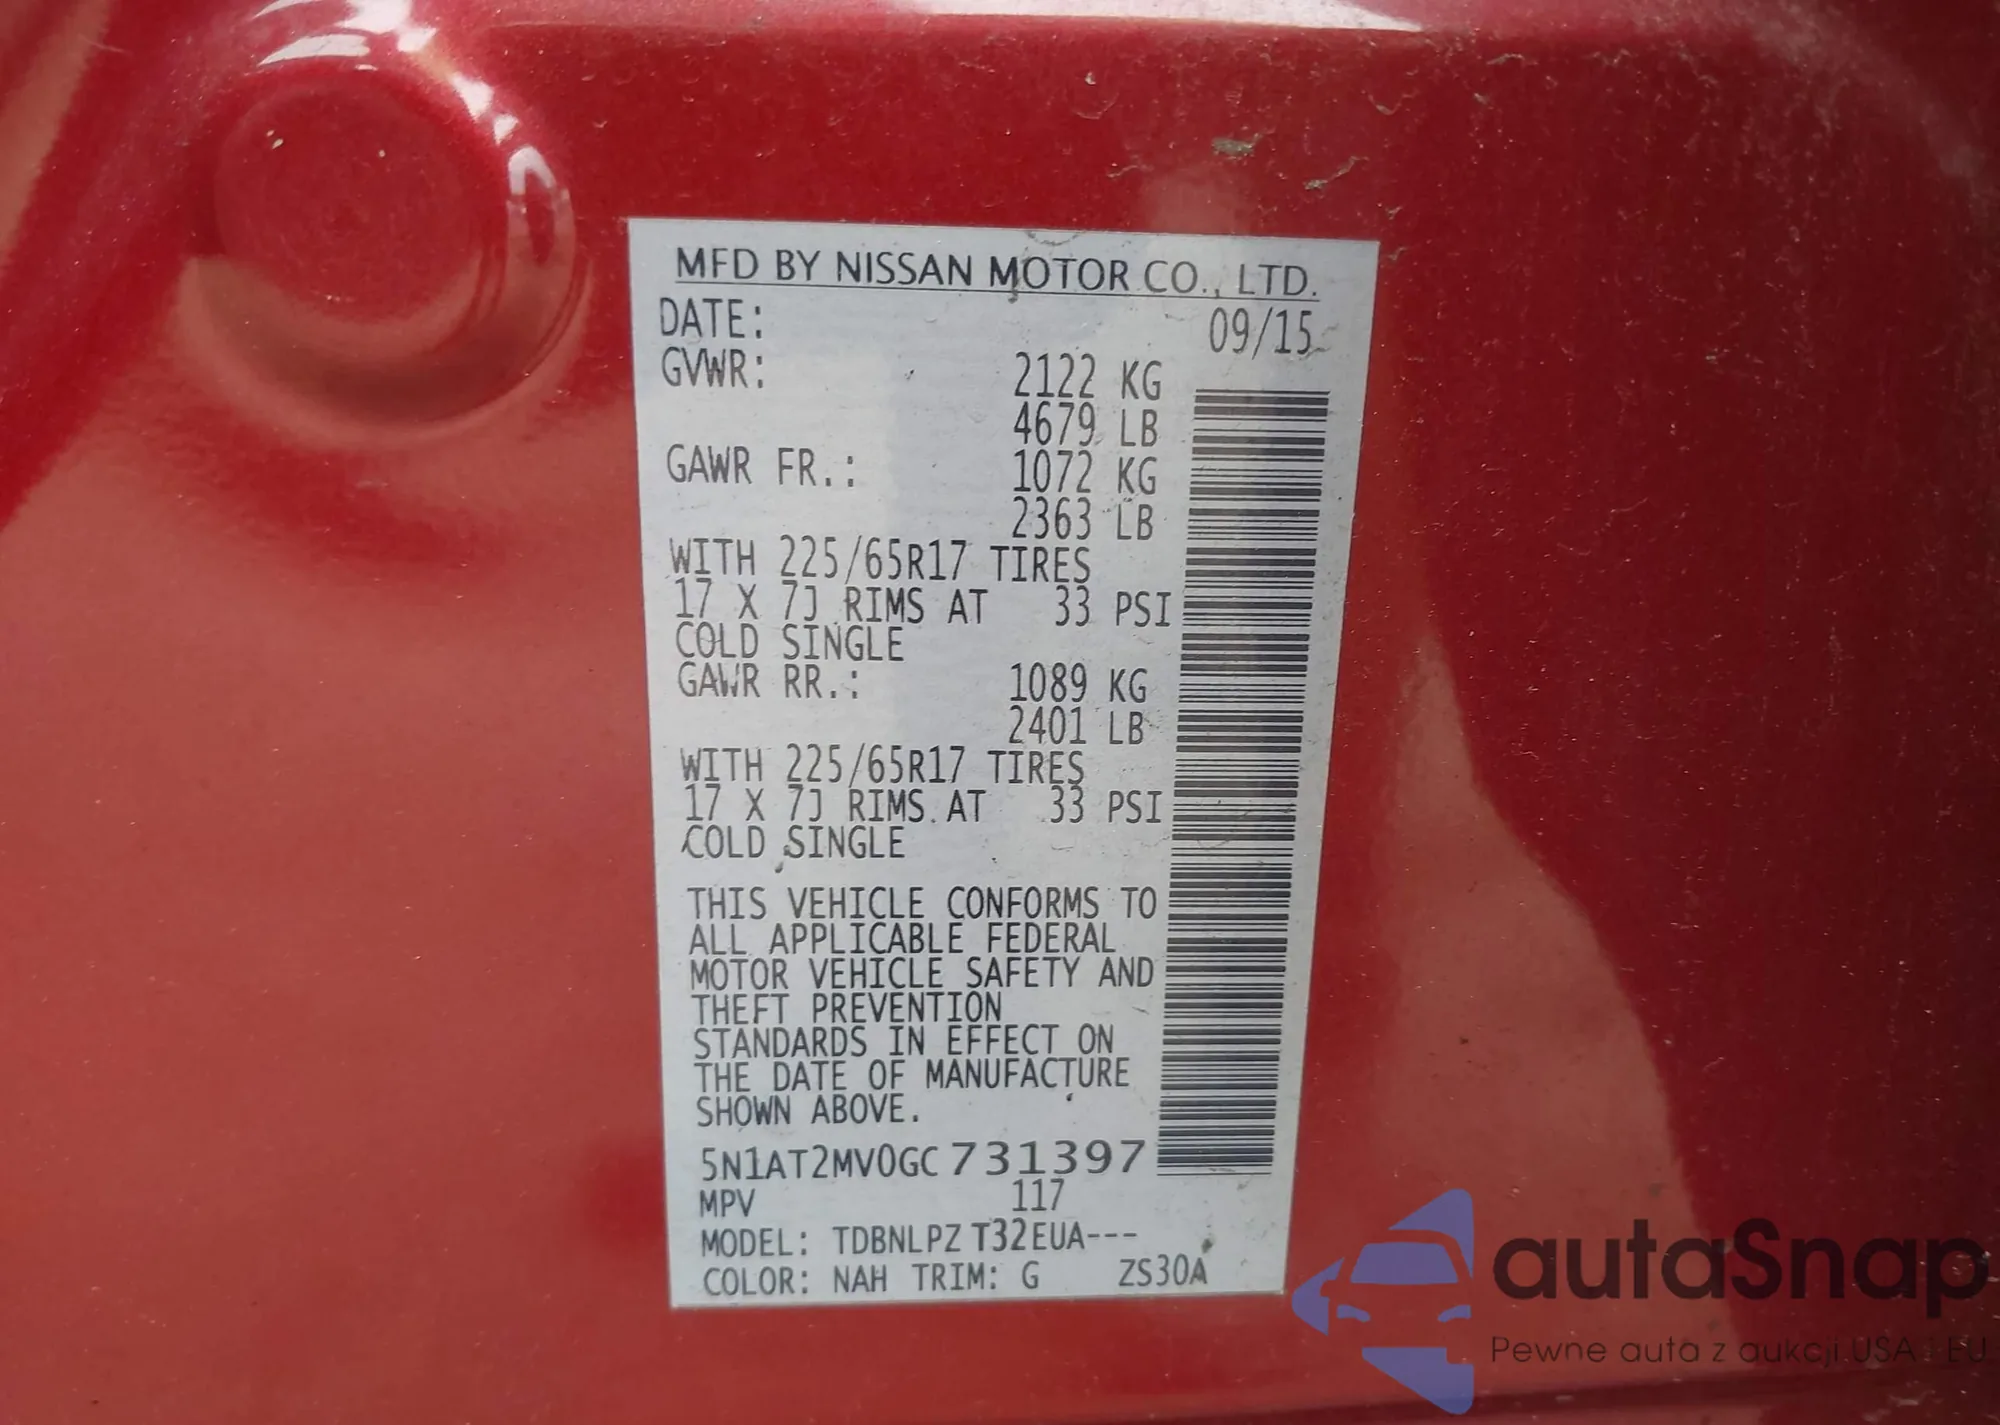 MFD BY NISSAN MOTOR CO., LTD.
DATE: 09/15
GVWR: 2122 KG
4679 LB
GAWR FR.: 1072 KG
2363 LB
WITH 225/65R17 TIRES
17 X 7J RIMS AT 33 PSI
COLD SINGLE
GAWR RR.: 1089 KG
2401 LB
WITH 225/65R17 TIRES
17 X 7J RIMS AT 33 PSI
COLD SINGLE
THIS VEHICLE CONFORMS TO
ALL APPLICABLE FEDERAL
MOTOR VEHICLE SAFETY AND
THEFT PREVENTION
STANDARDS IN EFFECT ON
THE DATE OF MANUFACTURE
SHOWN ABOVE.
5N1AT2MV0GC731397
MPV 117
MODEL: TDBNLPZ T32EUA---
COLOR: NAH TRIM: G ZS30A
autaSnap
Pewne auta z aukcji USA i EU